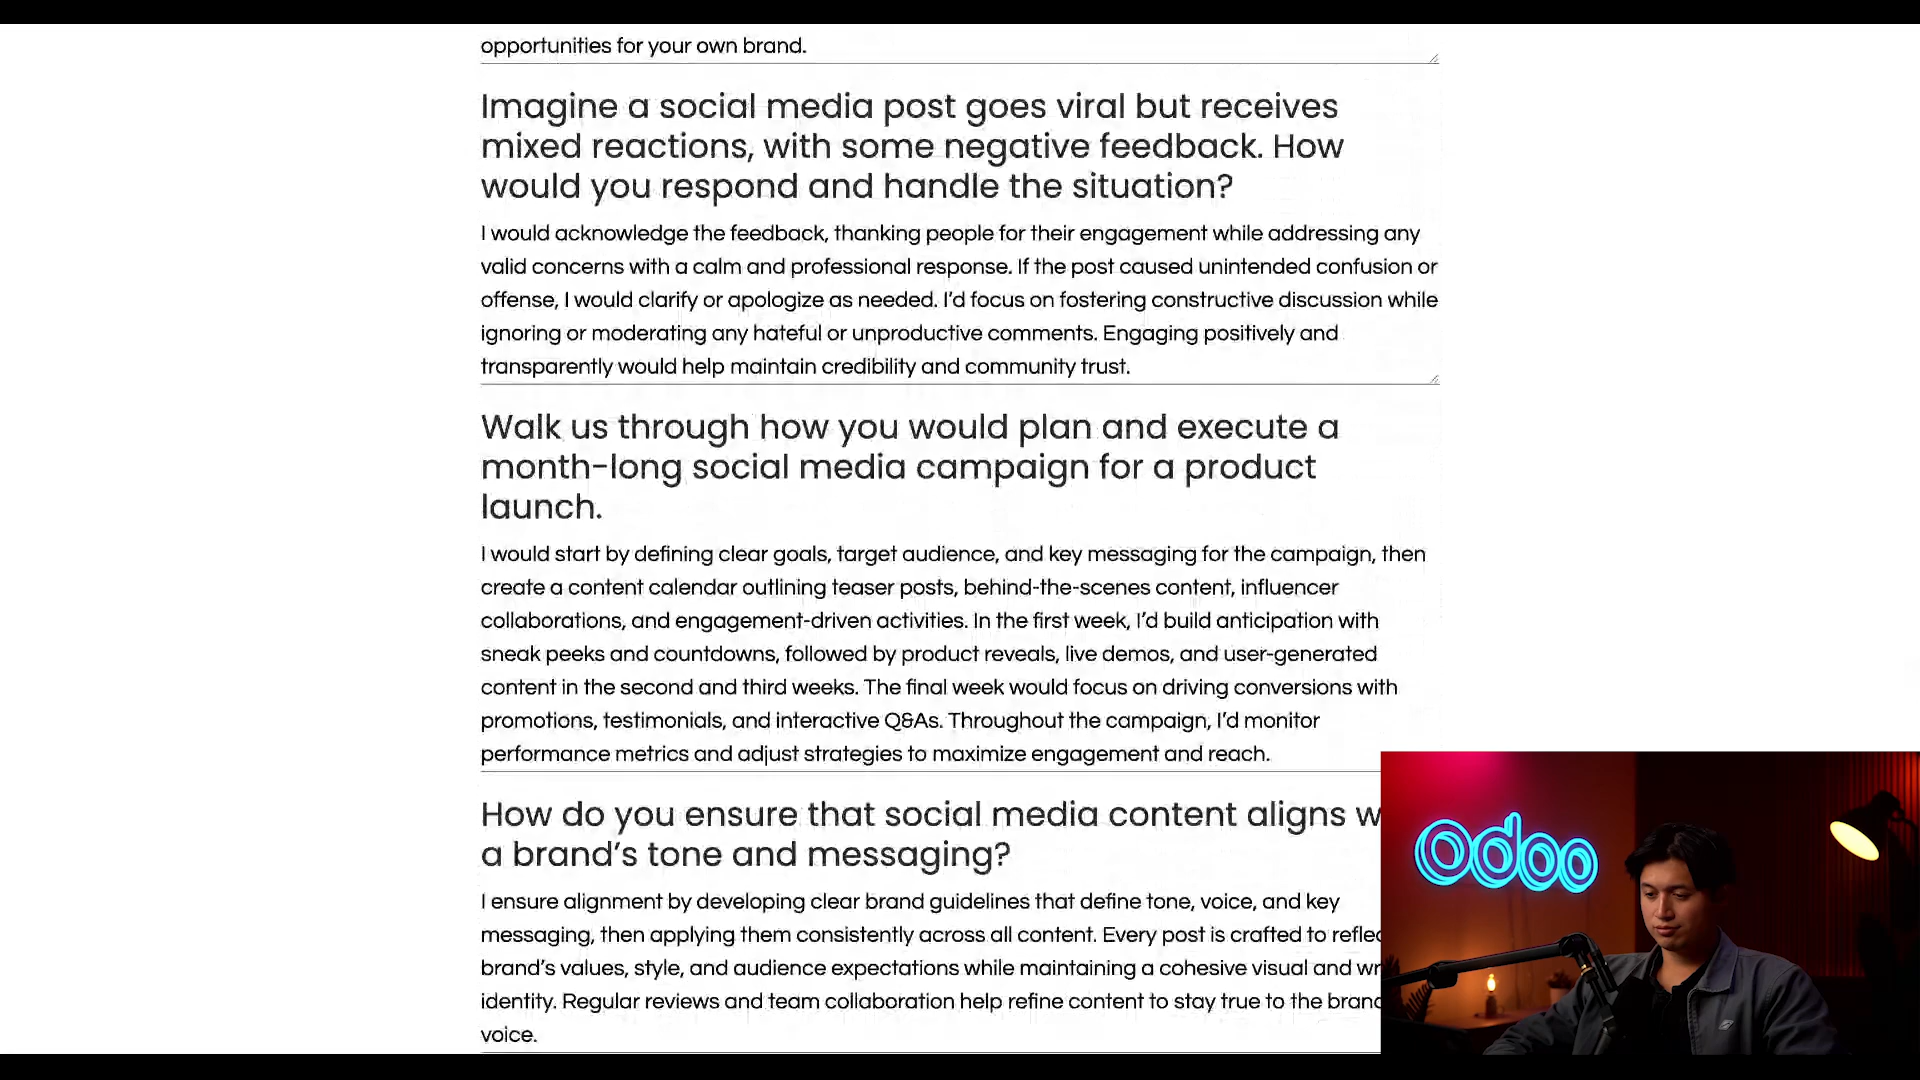 opportunities for your own brand.
Imagine a social media post goes viral but receives
mixed reactions, with some negative feedback. How
would you respond and handle the situation?
I would acknowledge the feedback, thanking people for their engagement while addressing any
valid concerns with a calm and professional response. If the post caused unintended confusion or
offense, I would clarify or apologize as needed. I'd focus on fostering constructive discussion while
ignoring or moderating any hateful or unproductive comments. Engaging positively and
transparently would help maintain credibility and community trust.
Walk us through how you would plan and execute a
month-long social media campaign for a product
launch.
I would start by defining clear goals, target audience, and key messaging for the campaign, then
create a content calendar outlining teaser posts, behind-the-scenes content, influencer
collaborations, and engagement-driven activities. In the first week, I'd build anticipation with
sneak peeks and countdowns, followed by product reveals, live demos, and user-generated
content in the second and third weeks. The final week would focus on driving conversions with
promotions, testimonials, and interactive Q&As. Throughout the campaign, I'd monitor
performance metrics and adjust strategies to maximize engagement and reach.
How do you ensure that social media content aligns
a brand's tone and messaging?
I ensure alignment by developing clear brand guidelines that define tone, voice, and key
messaging, then applying them consistently across all content. Every post is crafted to
brand's values, style, and audience expectations while maintaining a cohesive visual and
identity. Regular reviews and team collaboration help refine content to stay true to the
voice.
odoo